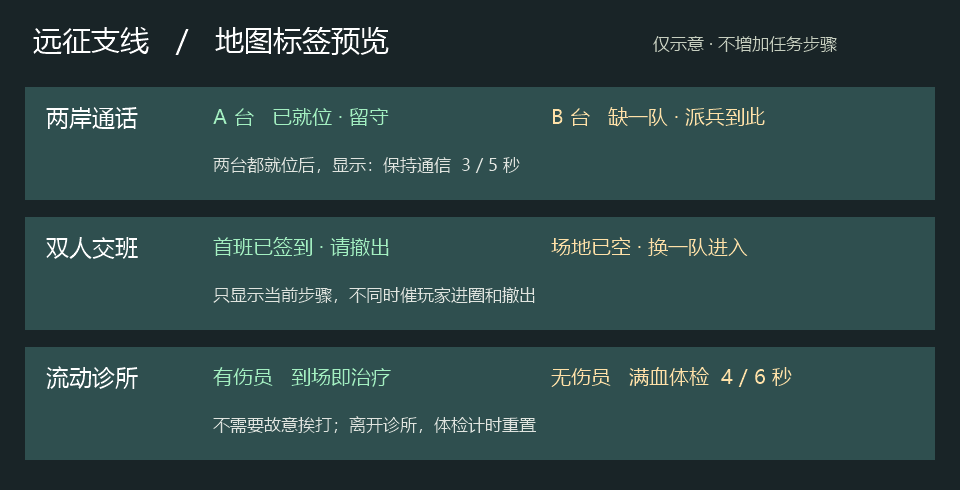 远征支线 / 地图标签预览
仅示意 · 不增加任务步骤
两岸通话
A 台 已就位 · 留守
B 台 缺一队 · 派兵到此
两台都就位后，显示：保持通信 3 / 5 秒
双人交班
首班已签到 · 请撤出
场地已空 · 换一队进入
只显示当前步骤，不同时催玩家进圈和撤出
流动诊所
有伤员 到场即治疗
无伤员 满血体检 4 / 6 秒
不需要故意挨打；离开诊所，体检计时重置